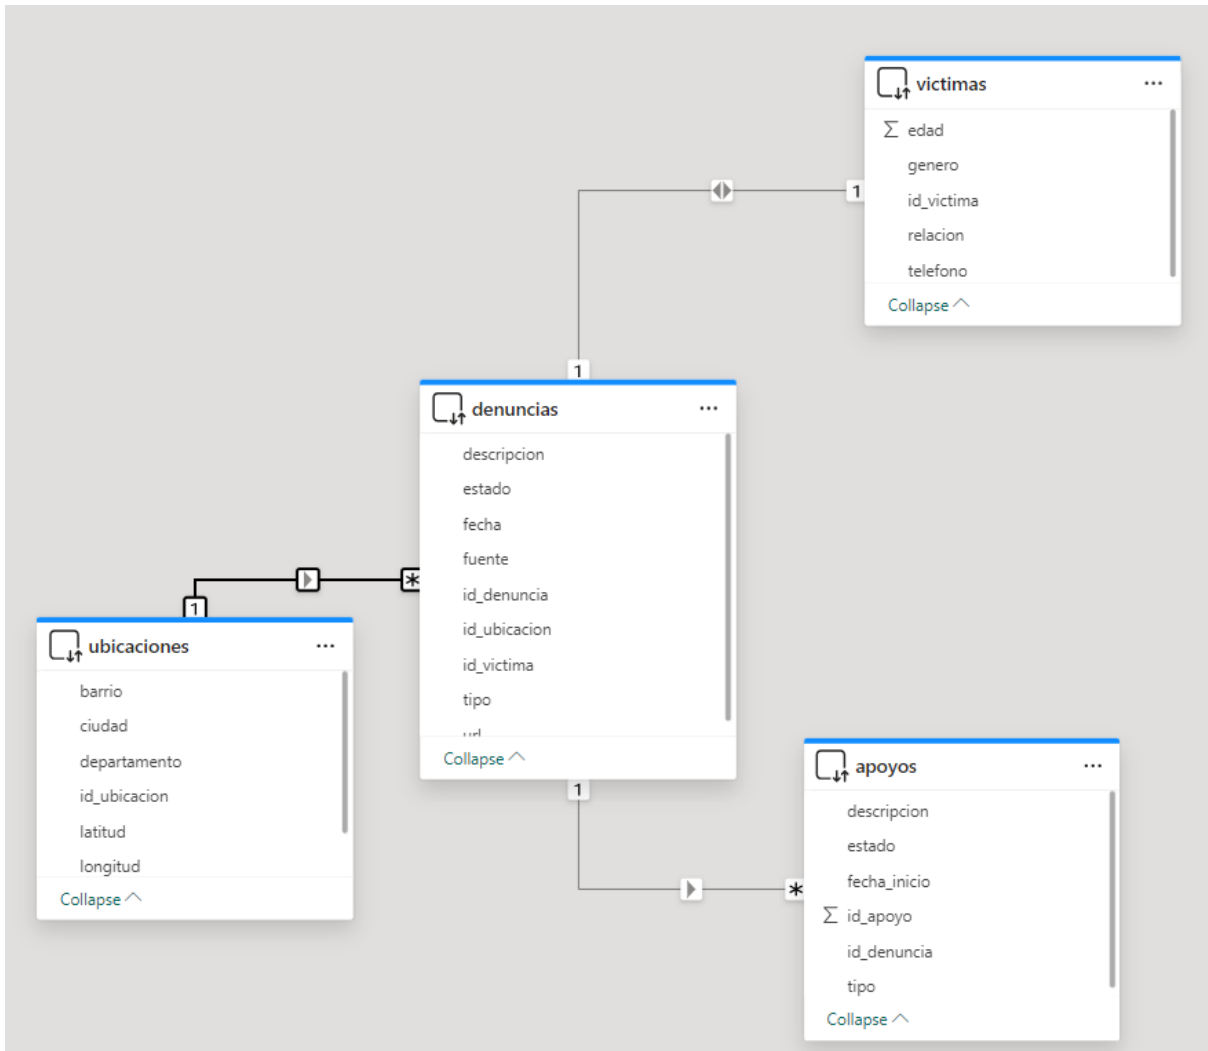 victimas
...
Σ edad
genero
id_victima
relacion
telefono
Collapse
1
1
denuncias
...
descripcion
estado
fecha
fuente
id_denuncia
id_ubicacion
id_victima
tipo
url
Collapse
1
*
ubicaciones
...
barrio
ciudad
departamento
id_ubicacion
latitud
longitud
Collapse
1
*
apoyos
...
descripcion
estado
fecha_inicio
Σ id_apoyo
id_denuncia
tipo
Collapse